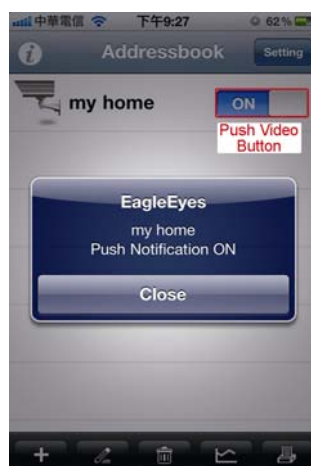 中華電信 下午9:27 62%
i Addressbook Setting
my home ON
Push Video
Button
EagleEyes
my home
Push Notification ON
Close